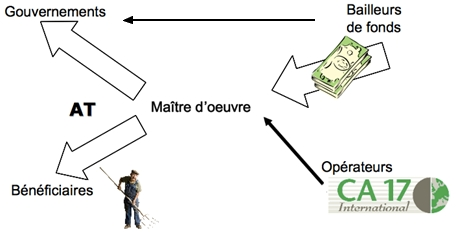 Gouvernements
Bailleurs
de fonds
AT
Maître d'oeuvre
Bénéficiaires
Opérateurs
CA 17
International